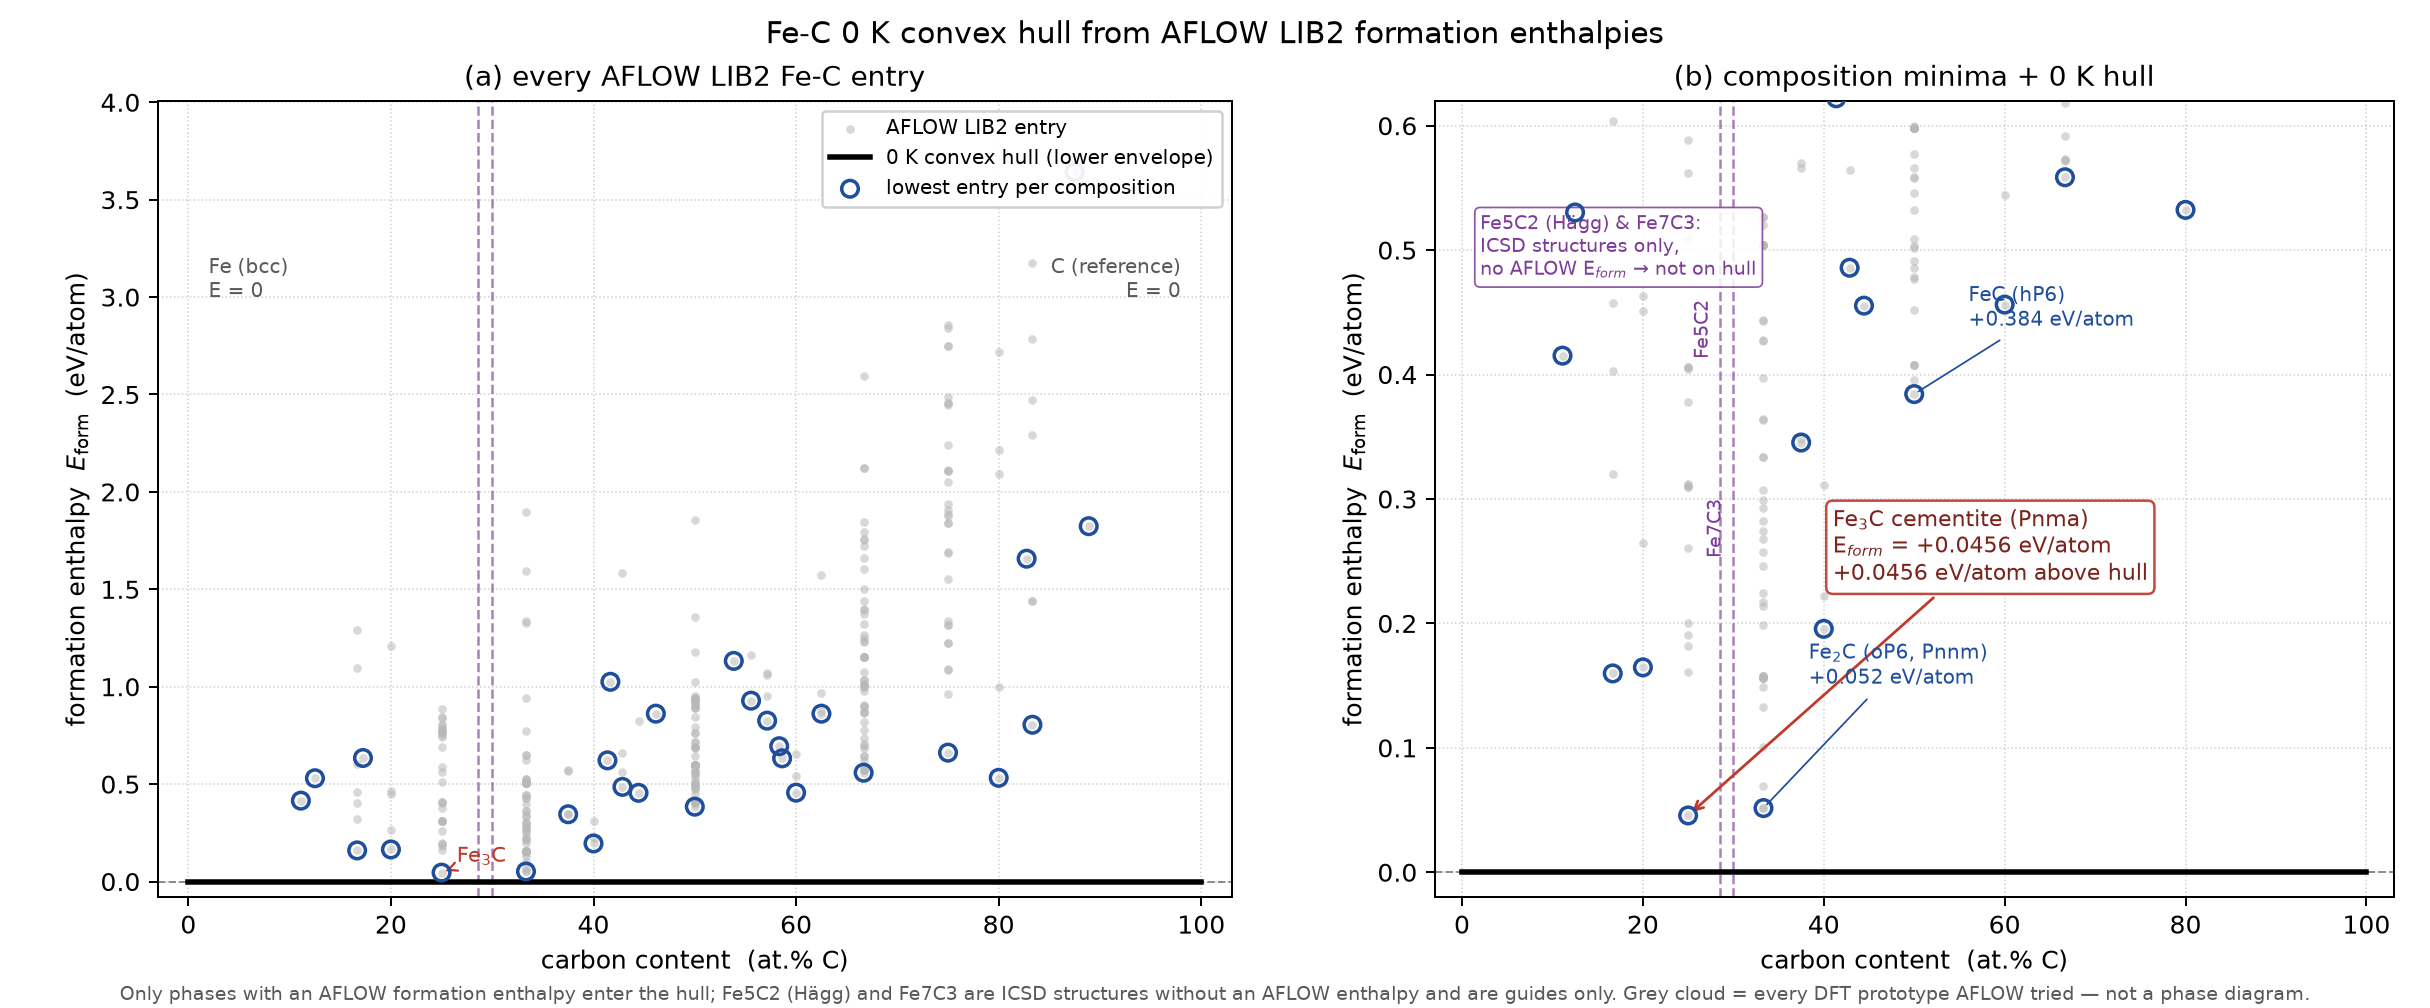 Fe-C 0 K convex hull from AFLOW LIB2 formation enthalpies
(a) every AFLOW LIB2 Fe-C entry
formation enthalpy E_form (eV/atom)
4.0
3.5
3.0
2.5
2.0
1.5
1.0
0.5
0.0
AFLOW LIB2 entry
0 K convex hull (lower envelope)
lowest entry per composition
Fe (bcc)
E = 0
C (reference)
E = 0
Fe₃C
0
20
40
60
80
100
carbon content (at.% C)
(b) composition minima + 0 K hull
formation enthalpy E_form (eV/atom)
0.6
0.5
0.4
0.3
0.2
0.1
0.0
Fe5C2 (Hägg) & Fe7C3:
ICSD structures only,
no AFLOW E_form → not on hull
Fe5C2
Fe7C3
FeC (hP6)
+0.384 eV/atom
Fe₃C cementite (Pnma)
E_form = +0.0456 eV/atom
+0.0456 eV/atom above hull
Fe₂C (oP6, Pnnm)
+0.052 eV/atom
0
20
40
60
80
100
carbon content (at.% C)
Only phases with an AFLOW formation enthalpy enter the hull; Fe5C2 (Hägg) and Fe7C3 are ICSD structures without an AFLOW enthalpy and are guides only. Grey cloud = every DFT prototype AFLOW tried — not a phase diagram.